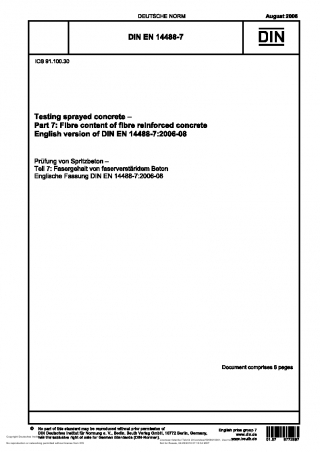 DEUTSCHE NORM
August 2006
DIN EN 14488-7
DIN
ICS 91.100.30
Testing sprayed concrete –
Part 7: Fibre content of fibre reinforced concrete
English version of DIN EN 14488-7:2006-08
Prüfung von Spritzbeton –
Teil 7: Fasergehalt von faserverstärktem Beton
Englische Fassung DIN EN 14488-7:2006-08
Document comprises 8 pages
© No part of this standard may be reproduced without prior permission of
DIN Deutsches Institut für Normung e. V., Berlin. Beuth Verlag GmbH, 10772 Berlin, Germany,
has the exclusive right of sale for German Standards (DIN-Normen).
English price group 7
www.din.de
www.beuth.de